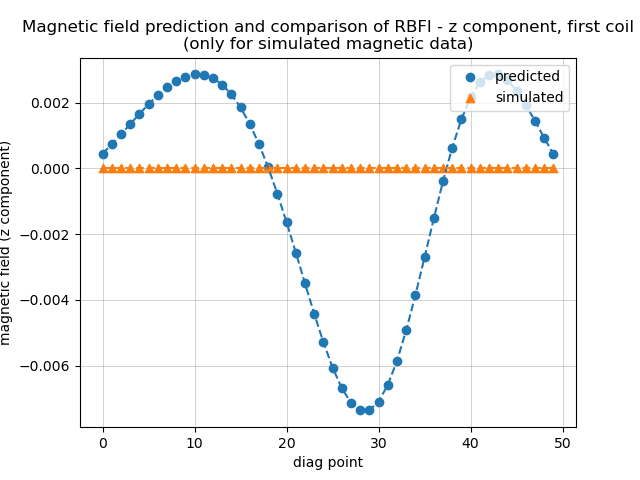 Magnetic field prediction and comparison of RBFI - z component, first coil
(only for simulated magnetic data)
predicted
simulated
magnetic field (z component)
0.002
0.000
−0.002
−0.004
−0.006
0
10
20
30
40
50
diag point